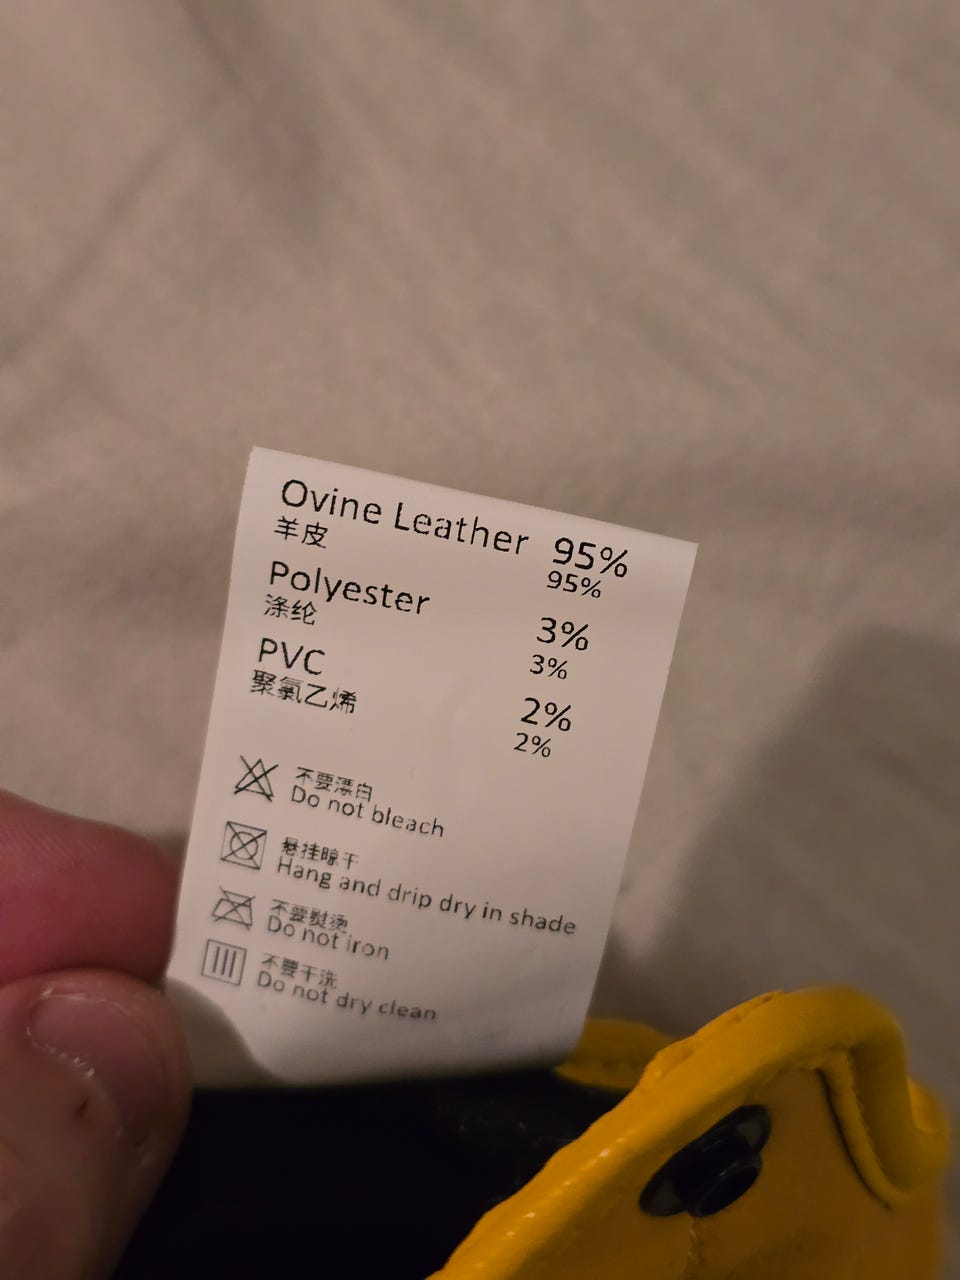 Ovine Leather 95%
羊皮 95%
Polyester 3%
涤纶 3%
PVC 2%
聚氯乙烯 2%
不要漂白
Do not bleach
悬挂晾干
Hang and drip dry in shade
不要熨烫
Do not iron
不要干洗
Do not dry clean